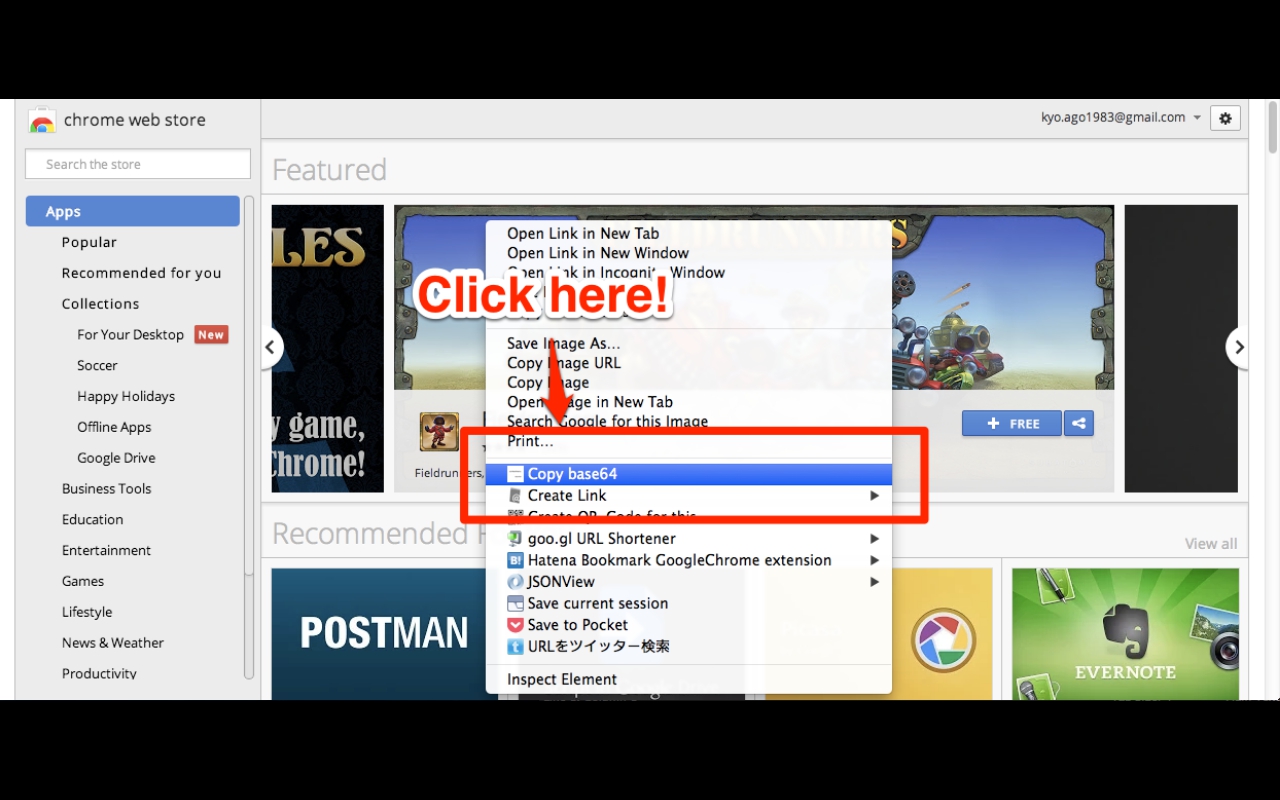 chrome web store
kyo.ago1983@gmail.com
Search the store
Featured
Apps
Popular
Recommended for you
Collections
For Your Desktop New
Soccer
Happy Holidays
Offline Apps
Google Drive
Business Tools
Education
Entertainment
Games
Lifestyle
News & Weather
Productivity
LES
y game,
Chrome!
Open Link in New Tab
Open Link in New Window
Open Link in Incognito Window
Click here!
Save Image As...
Copy Image URL
Copy Image
Open Image in New Tab
Search Google for this Image
Print...
Copy base64
Create Link
Create QR-Code for this
goo.gl URL Shortener
Hatena Bookmark GoogleChrome extension
JSONView
Save current session
Save to Pocket
URLをツイッター検索
Inspect Element
FREE
Fieldrunners,
Recommended
View all
POSTMAN
EVERNOTE